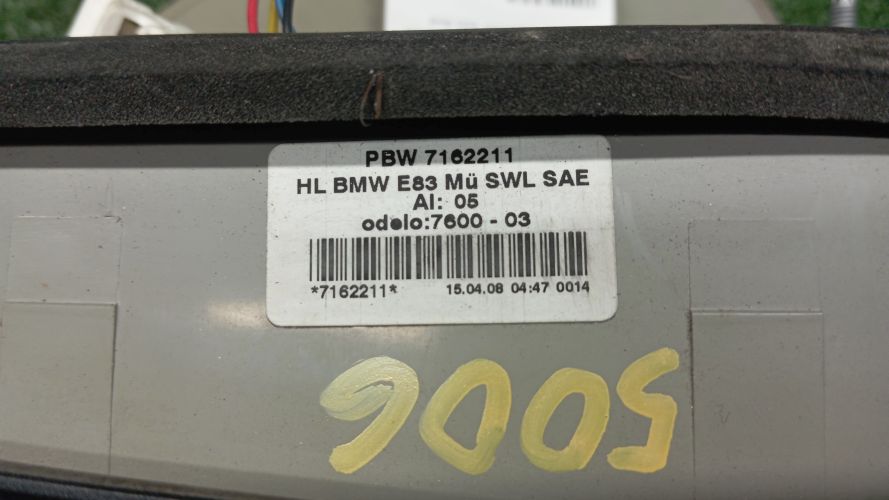 PBW 7162211
HL BMW E83 Mü SWL SAE
AI: 05
odelo:7600 - 03
*7162211* 15.04.08 04:47 0014
5006